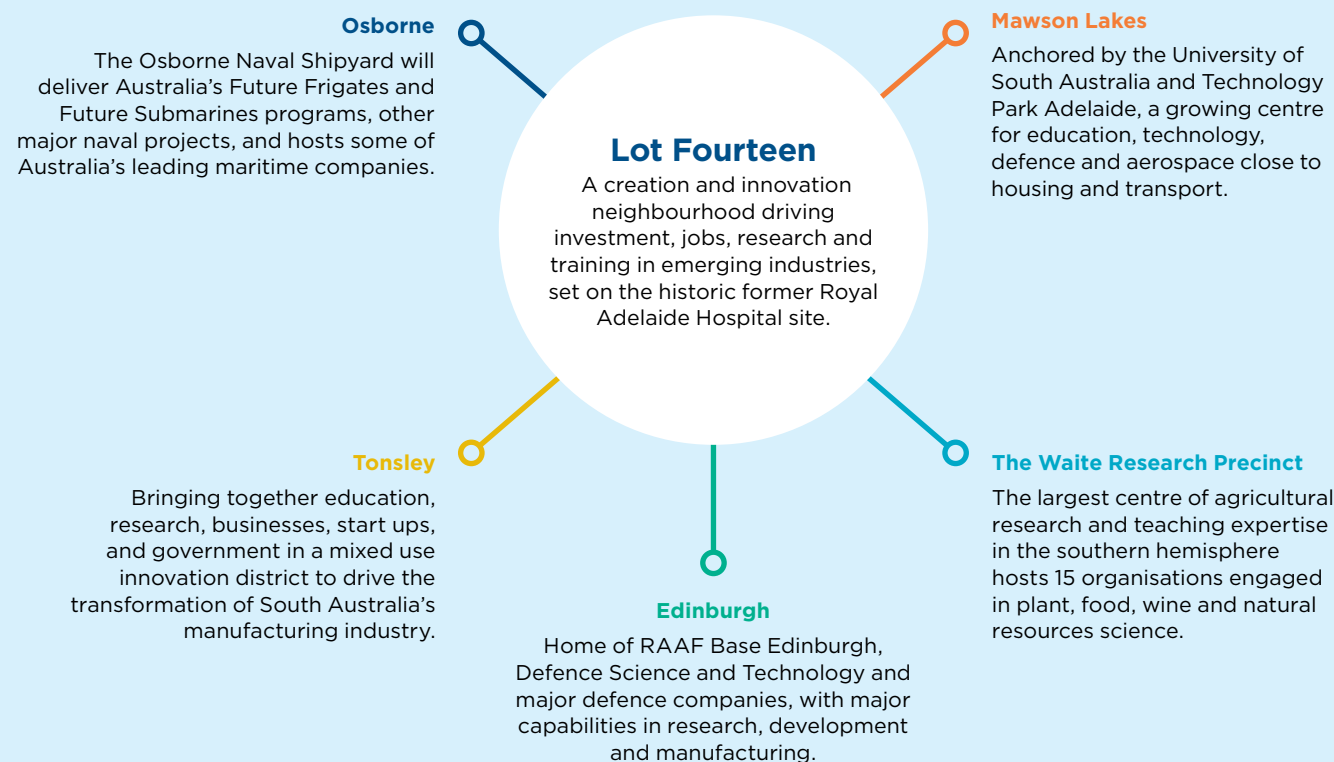 Osborne
The Osborne Naval Shipyard will
deliver Australia's Future Frigates and
Future Submarines programs, other
major naval projects, and hosts some of
Australia's leading maritime companies.
Lot Fourteen
A creation and innovation
neighbourhood driving
investment, jobs, research and
training in emerging industries,
set on the historic former Royal
Adelaide Hospital site.
Mawson Lakes
Anchored by the University of
South Australia and Technology
Park Adelaide, a growing centre
for education, technology,
defence and aerospace close to
housing and transport.
Tonsley
Bringing together education,
research, businesses, start ups,
and government in a mixed use
innovation district to drive the
transformation of South Australia's
manufacturing industry.
Edinburgh
Home of RAAF Base Edinburgh,
Defence Science and Technology and
major defence companies, with major
capabilities in research, development
and manufacturing.
The Waite Research Precinct
The largest centre of agricultural
research and teaching expertise
in the southern hemisphere
hosts 15 organisations engaged
in plant, food, wine and natural
resources science.